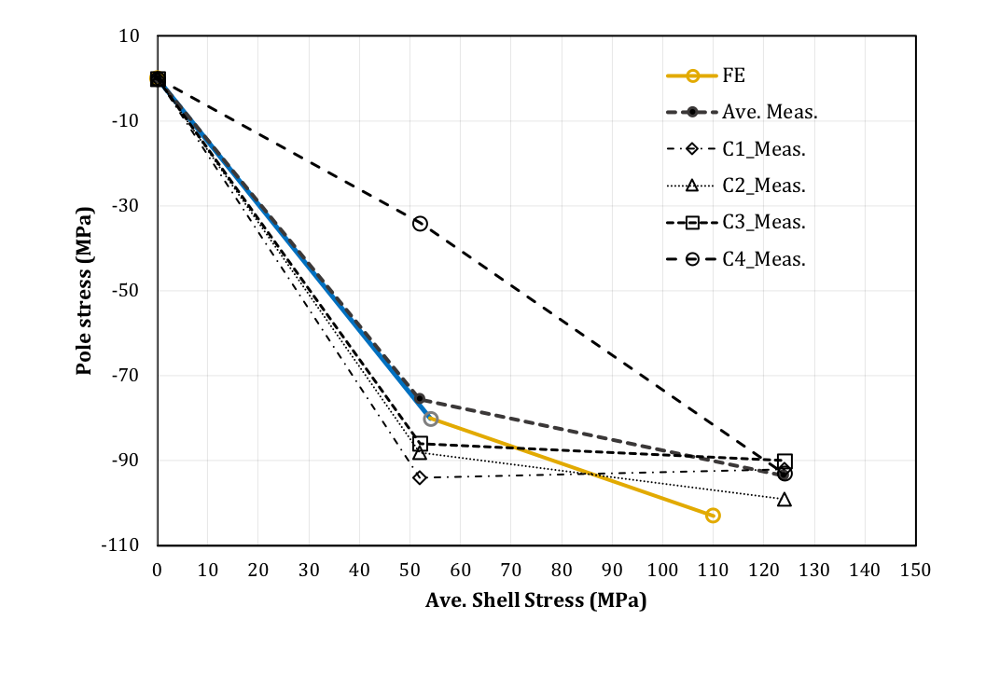 10
-10
-30
-50
-70
-90
-110
Pole stress (MPa)
FE
Ave. Meas.
C1_Meas.
C2_Meas.
C3_Meas.
C4_Meas.
0 10 20 30 40 50 60 70 80 90 100 110 120 130 140 150
Ave. Shell Stress (MPa)